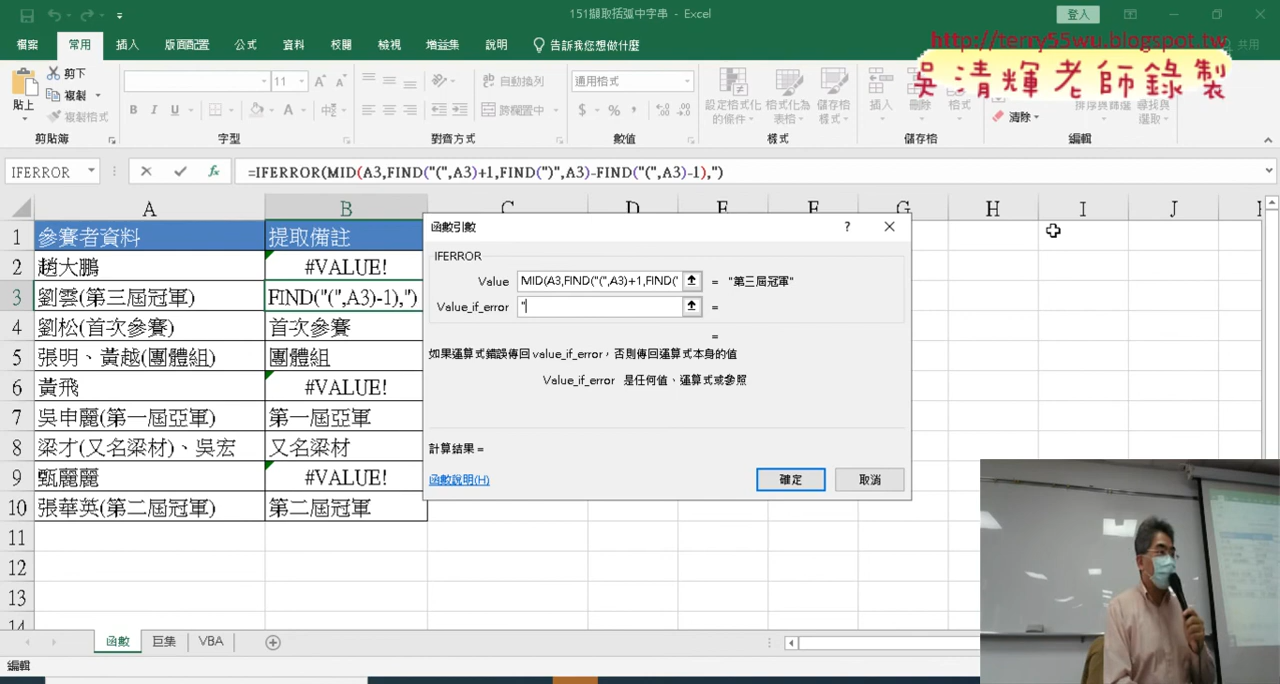 151擷取括弧中字串 - Excel
登入
檔案 常用 插入 版面配置 公式 資料 校閱 檢視 增益集 說明 告訴我您想做什麼 共用
http://terry55wu.blogspot.tw
吳清輝老師錄製
貼上 剪下 複製 複製格式 剪貼簿
11 B I U 字型
自動換列 跨欄置中 對齊方式
通用格式 $ % 數值
設定格式化的條件 格式化為表格 儲存格樣式 樣式
插入 刪除 格式 儲存格
清除 排序與篩選 尋找與選取 編輯
IFERROR =IFERROR(MID(A3,FIND("(",A3)+1,FIND(")",A3)-FIND("(",A3)-1),")
A B C D E F G H I J
1 參賽者資料 提取備註
2 趙大鵬 #VALUE!
3 劉雲(第三屆冠軍) FIND("(",A3)-1),")
4 劉松(首次參賽) 首次參賽
5 張明、黃越(團體組) 團體組
6 黃飛 #VALUE!
7 吳申麗(第一屆亞軍) 第一屆亞軍
8 梁才(又名梁材)、吳宏 又名梁材
9 甄麗麗 #VALUE!
10 張華英(第二屆冠軍) 第二屆冠軍
11
12
13
14
函數引數 ?
IFERROR
Value MID(A3,FIND("(",A3)+1,FIND(" = "第三屆冠軍"
Value_if_error " =
=
如果運算式錯誤傳回 value_if_error，否則傳回運算式本身的值
Value_if_error 是任何值、運算式或參照
計算結果 =
函數說明(H) 確定 取消
函數 巨集 VBA
編輯